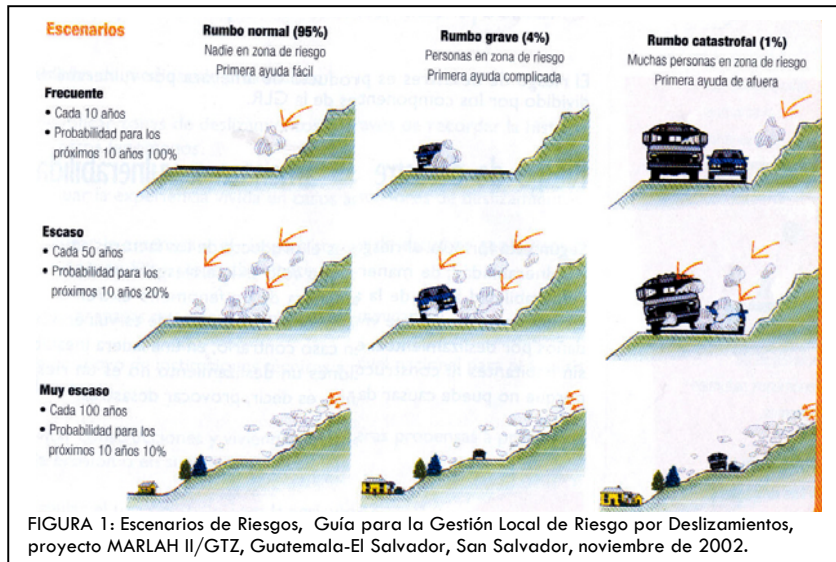 Escenarios
Rumbo normal (95%)
Nadie en zona de riesgo
Primera ayuda fácil
Rumbo grave (4%)
Personas en zona de riesgo
Primera ayuda complicada
Rumbo catastrofal (1%)
Muchas personas en zona de riesgo
Primera ayuda de afuera
Frecuente
• Cada 10 años
• Probabilidad para los
próximos 10 años 100%
Escaso
• Cada 50 años
• Probabilidad para los
próximos 10 años 20%
Muy escaso
• Cada 100 años
• Probabilidad para los
próximos 10 años 10%
FIGURA 1: Escenarios de Riesgos, Guía para la Gestión Local de Riesgo por Deslizamientos,
proyecto MARLAH II/GTZ, Guatemala-El Salvador, San Salvador, noviembre de 2002.